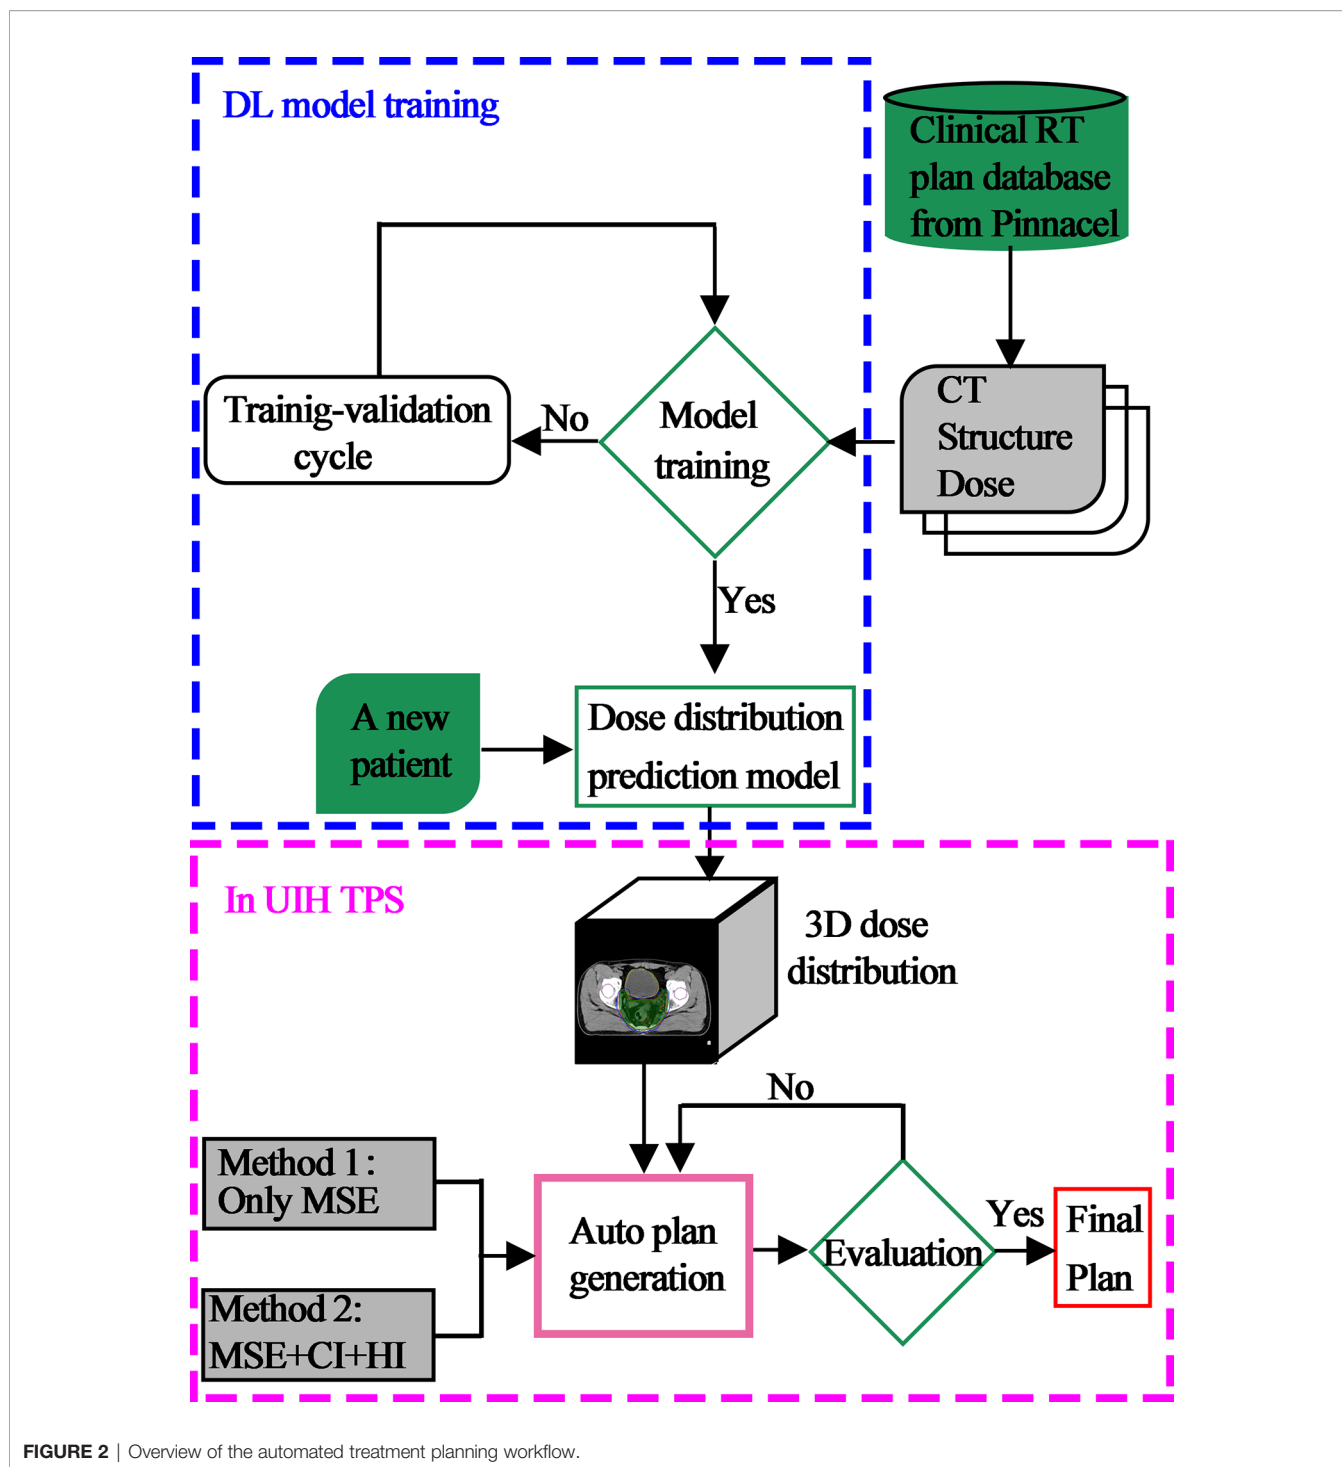 DL model training
Clinical RT
plan database
from Pinnacel
CT
Structure
Dose
Model
training
No
Trainig-validation
cycle
Yes
A new
patient
Dose distribution
prediction model
In UIH TPS
3D dose
distribution
No
Method 1:
Only MSE
Method 2:
MSE+CI+HI
Auto plan
generation
Evaluation
Yes
Final
Plan
FIGURE 2 | Overview of the automated treatment planning workflow.